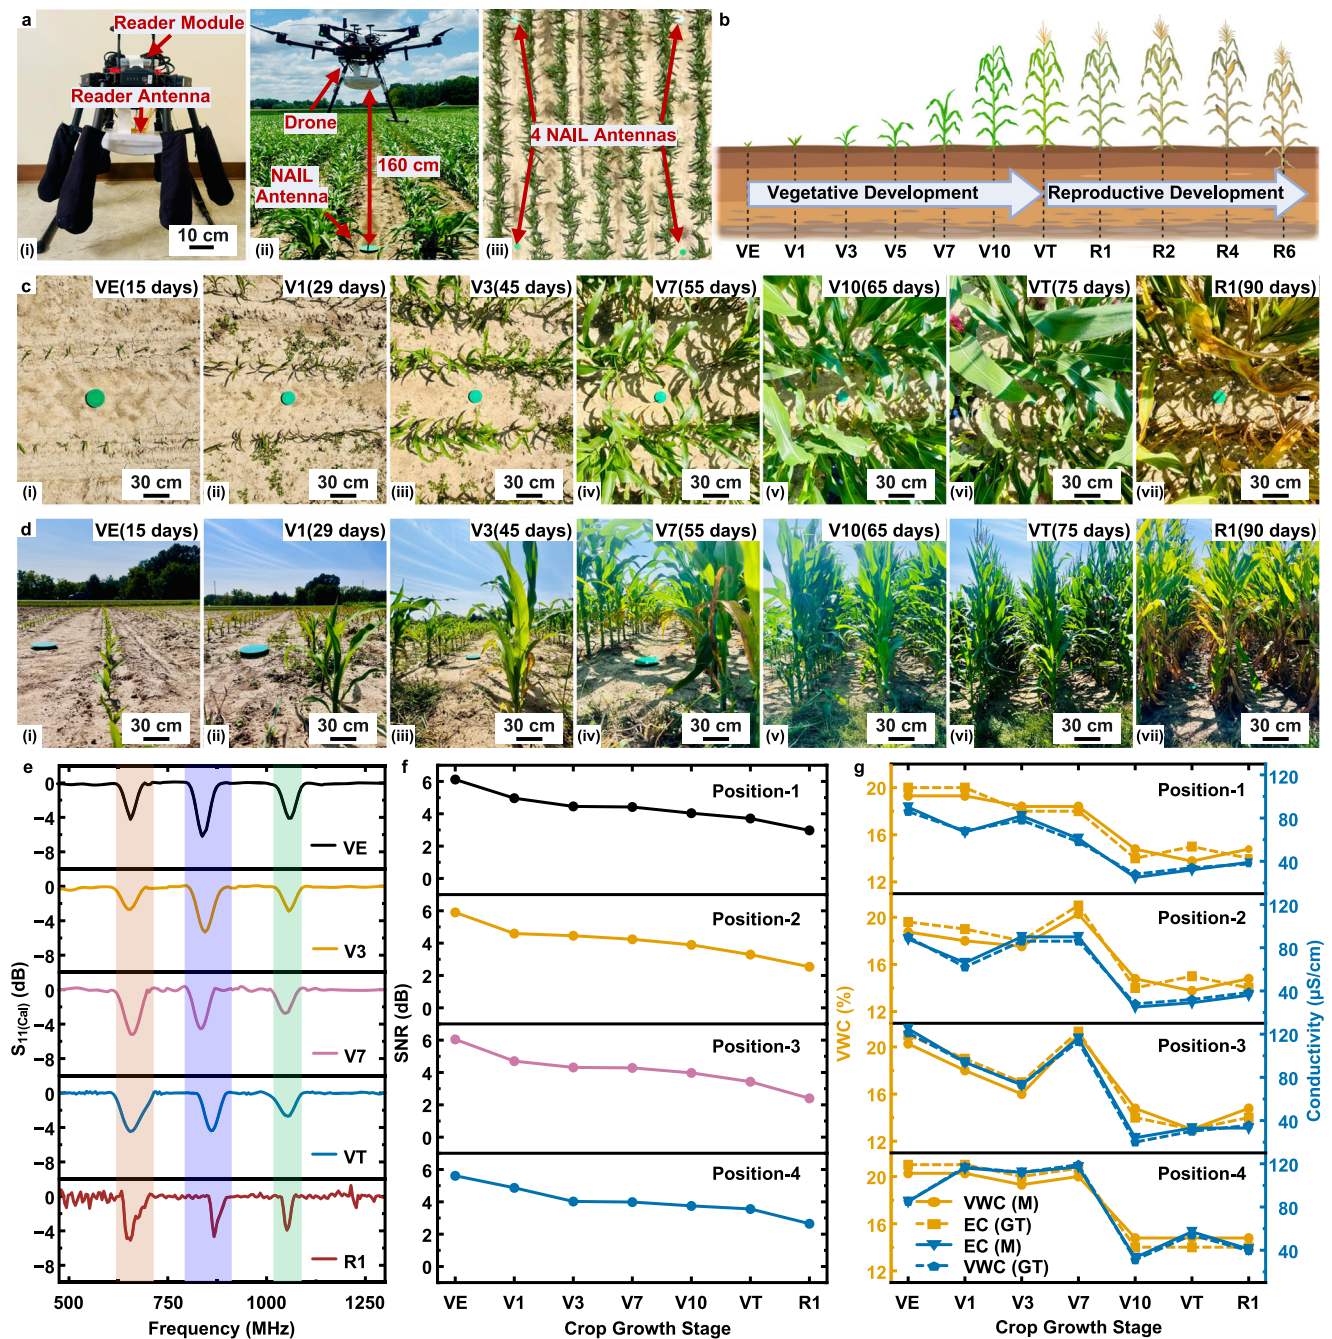 a
Reader Module
Reader Antenna
10 cm
(i)
Drone
160 cm
NAIL
Antenna
(ii)
4 NAIL Antennas
(iii)
b
Vegetative Development
Reproductive Development
VE V1 V3 V5 V7 V10 VT R1 R2 R4 R6
c
VE(15 days)
30 cm
(i)
V1(29 days)
30 cm
(ii)
V3(45 days)
30 cm
(iii)
V7(55 days)
30 cm
(iv)
V10(65 days)
30 cm
(v)
VT(75 days)
30 cm
(vi)
R1(90 days)
30 cm
(vii)
d
VE(15 days)
30 cm
(i)
V1(29 days)
30 cm
(ii)
V3(45 days)
30 cm
(iii)
V7(55 days)
30 cm
(iv)
V10(65 days)
30 cm
(v)
VT(75 days)
30 cm
(vi)
R1(90 days)
30 cm
(vii)
e
S11(Cal) (dB)
0
−4
−8
VE
0
−4
−8
V3
0
−4
−8
V7
0
−4
−8
VT
0
−4
−8
R1
500 750 1000 1250
Frequency (MHz)
f
SNR (dB)
6
4
2
0
Position-1
6
4
2
0
Position-2
6
4
2
0
Position-3
6
4
2
0
Position-4
VE V1 V3 V7 V10 VT R1
Crop Growth Stage
g
VWC (%)
20
16
12
Position-1
120
80
40
20
16
12
Position-2
120
80
40
20
16
12
Position-3
120
80
40
20
16
12
Position-4
120
80
40
VWC (M)
EC (GT)
EC (M)
VWC (GT)
Conductivity (µS/cm)
VE V1 V3 V7 V10 VT R1
Crop Growth Stage